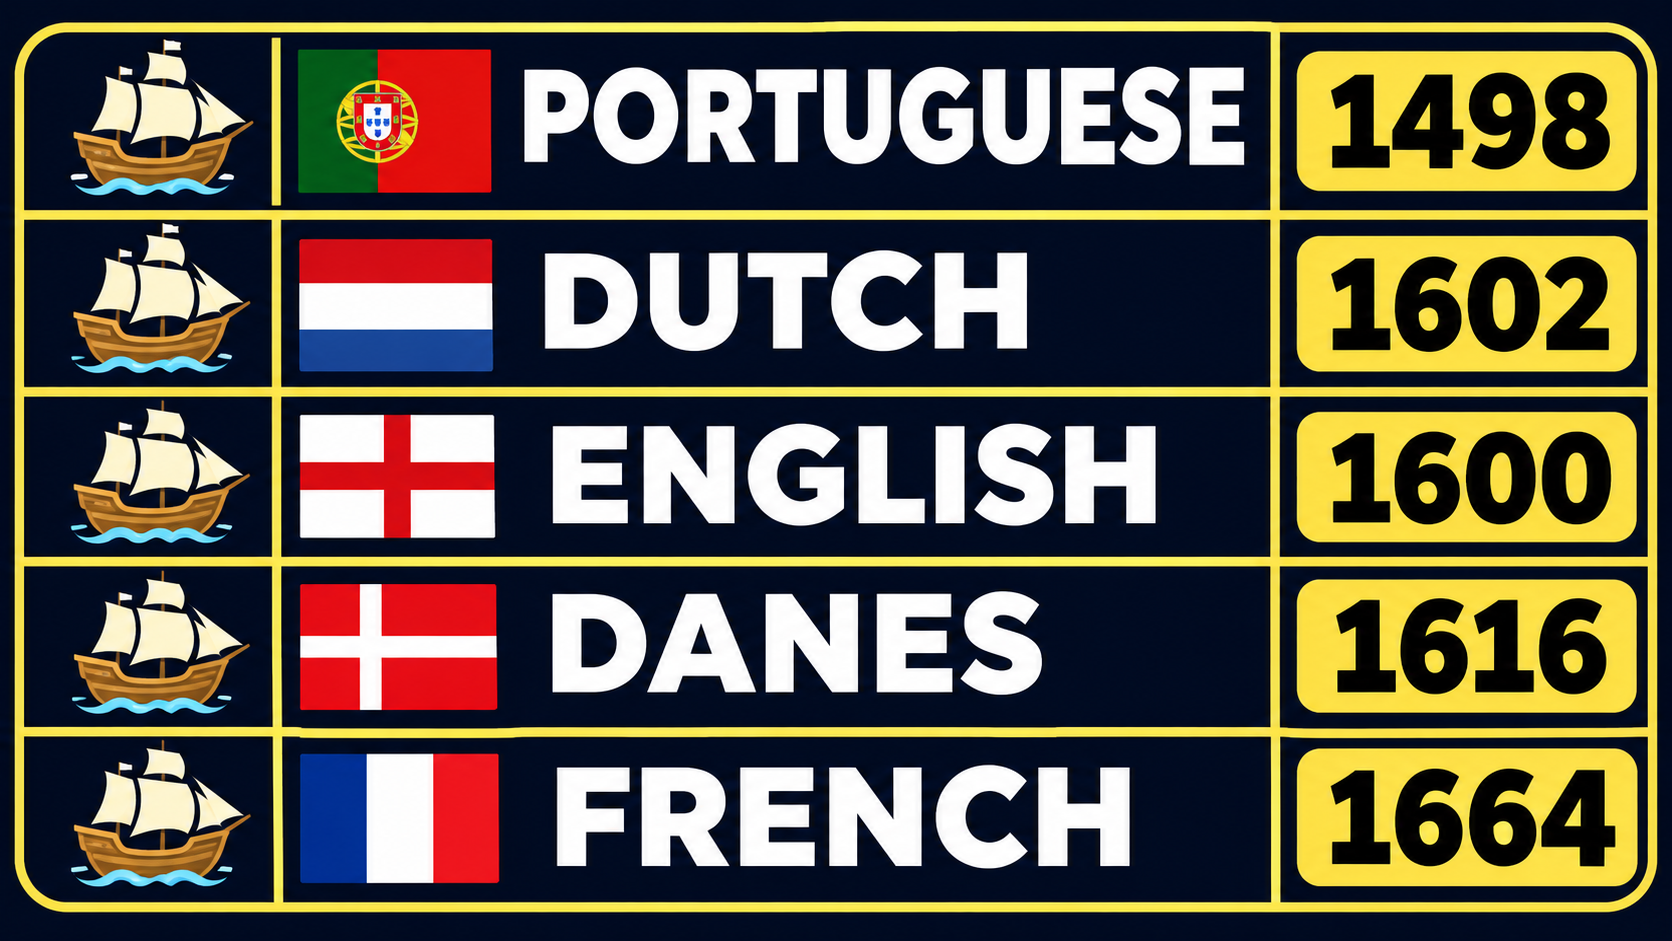 PORTUGUESE 1498
DUTCH 1602
ENGLISH 1600
DANES 1616
FRENCH 1664